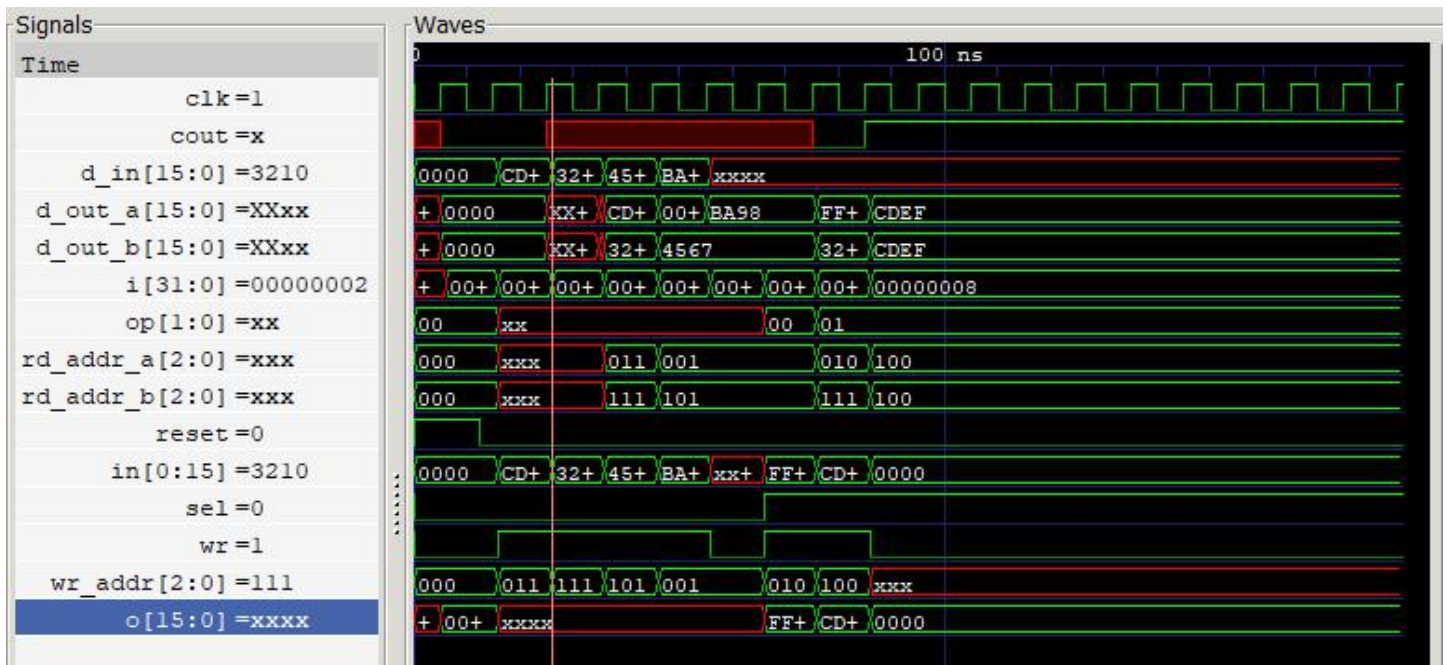 Signals
Waves
Time
0 100 ns
clk=1
cout=x
d_in[15:0]=3210 0000 CD+ 32+ 45+ BA+ xxxx
d_out_a[15:0]=XXxx + 0000 XX+ CD+ 00+ BA98 FF+ CDEF
d_out_b[15:0]=XXxx + 0000 XX+ 32+ 4567 32+ CDEF
i[31:0]=00000002 + 00+ 00+ 00+ 00+ 00+ 00+ 00+ 00+ 00000008
op[1:0]=xx 00 xx 00 01
rd_addr_a[2:0]=xxx 000 xxx 011 001 010 100
rd_addr_b[2:0]=xxx 000 xxx 111 101 111 100
reset=0
in[0:15]=3210 0000 CD+ 32+ 45+ BA+ xx+ FF+ CD+ 0000
sel=0
wr=1
wr_addr[2:0]=111 000 011 111 101 001 010 100 xxx
o[15:0]=xxxx + 00+ xxxx FF+ CD+ 0000